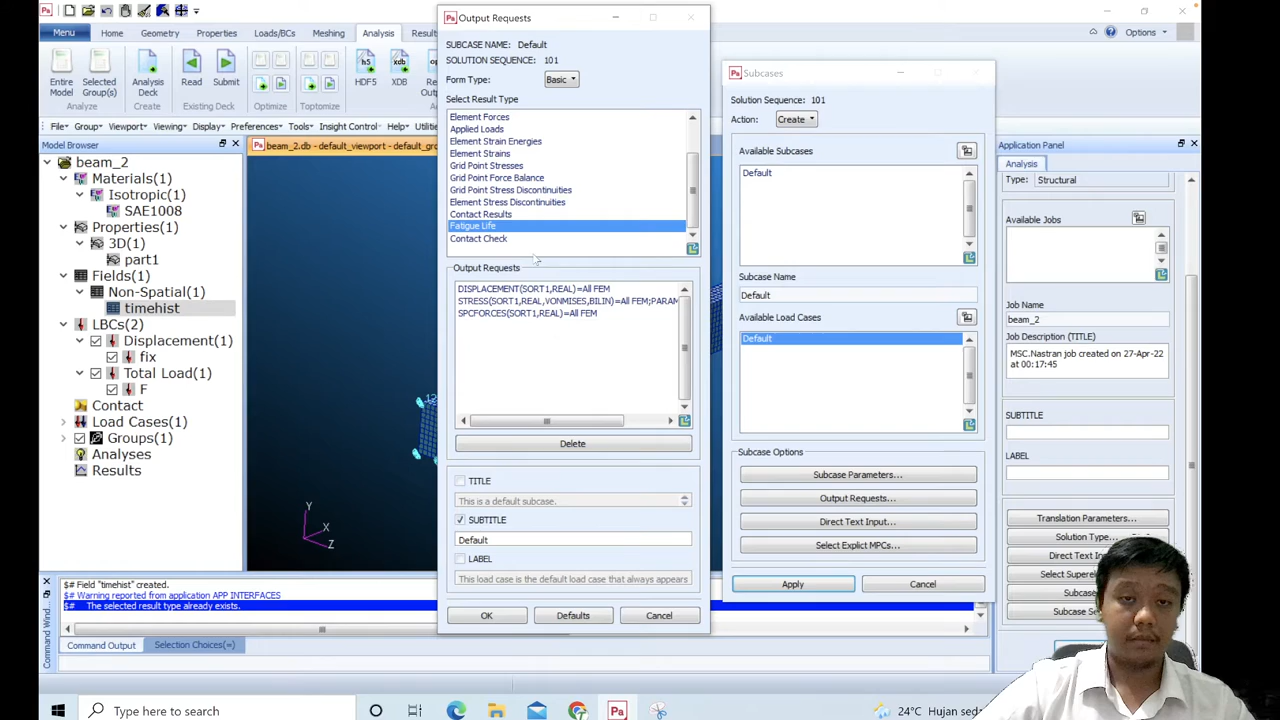 Output Requests
Options
Menu
Home
Geometry
Properties
Loads/BCs
Meshing
Analysis
Entire Model
Selected Group(s)
Analysis Deck
Read
Submit
HDF5
XDB
Analyze
Create
Existing Deck
Optimize
Toptomize
File
Group
Viewport
Viewing
Display
Preferences
Tools
Insight Control
Help
Model Browser
beam_2.db - default_viewport - default_gro
beam_2
Materials(1)
Isotropic(1)
SAE1008
Properties(1)
3D(1)
part1
Fields(1)
Non-Spatial(1)
timehist
LBCs(2)
Displacement(1)
fix
Total Load(1)
F
Contact
Load Cases(1)
Groups(1)
Analyses
Results
Y
X
Z
SUBCASE NAME: Default
SOLUTION SEQUENCE: 101
Form Type: Basic
Select Result Type
Element Forces
Applied Loads
Element Strain Energies
Element Strains
Grid Point Stresses
Grid Point Force Balance
Grid Point Stress Discontinuities
Element Stress Discontinuities
Contact Results
Fatigue Life
Contact Check
Output Requests
DISPLACEMENT(SORT1,REAL)=All FEM
STRESS(SORT1,REAL,VONMISES,BILIN)=All FEM;PARAM
SPCFORCES(SORT1,REAL)=All FEM
Delete
TITLE
This is a default subcase.
SUBTITLE
Default
LABEL
This load case is the default load case that always appears
OK
Defaults
Cancel
Subcases
Solution Sequence: 101
Action: Create
Available Subcases
Default
Subcase Name
Default
Available Load Cases
Default
Subcase Options
Subcase Parameters...
Output Requests...
Direct Text Input...
Select Explict MPCs...
Apply
Cancel
Application Panel
Analysis
Type: Structural
Available Jobs
Job Name
beam_2
Job Description (TITLE)
MSC.Nastran job created on 27-Apr-22
at 00:17:45
SUBTITLE
LABEL
Translation Parameters...
Solution Type...
Direct Text Inpu
$# Field "timehist" created.
$# Warning reported from application APP INTERFACES
$# The selected result type already exists.
Command Output
Selection Choices(∞)
Type here to search
24°C Hujan sed